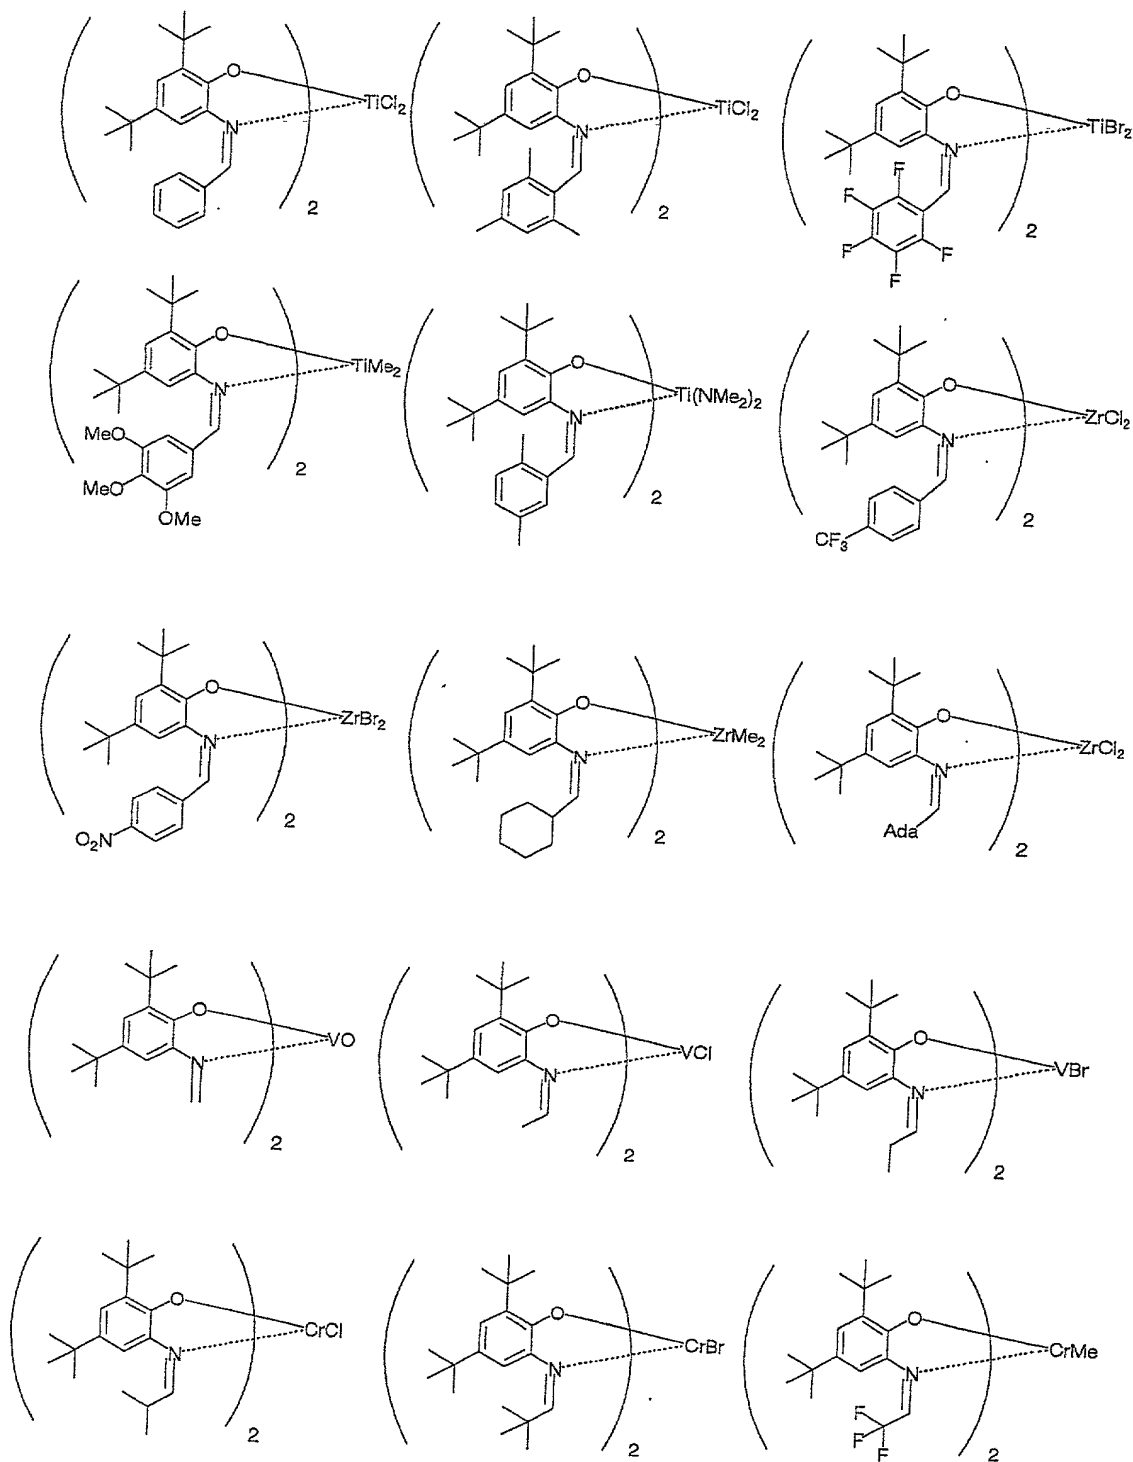 O TiCl2 N 2
O TiCl2 N 2
O TiBr2 N F F F F F 2
O TiMe2 N MeO MeO OMe 2
O Ti(NMe2)2 N 2
O ZrCl2 N CF3 2
O ZrBr2 N O2N 2
O ZrMe2 N 2
O ZrCl2 N Ada 2
O VO N 2
O VCl N 2
O VBr N 2
O CrCl N 2
O CrBr N 2
O CrMe N F F F 2